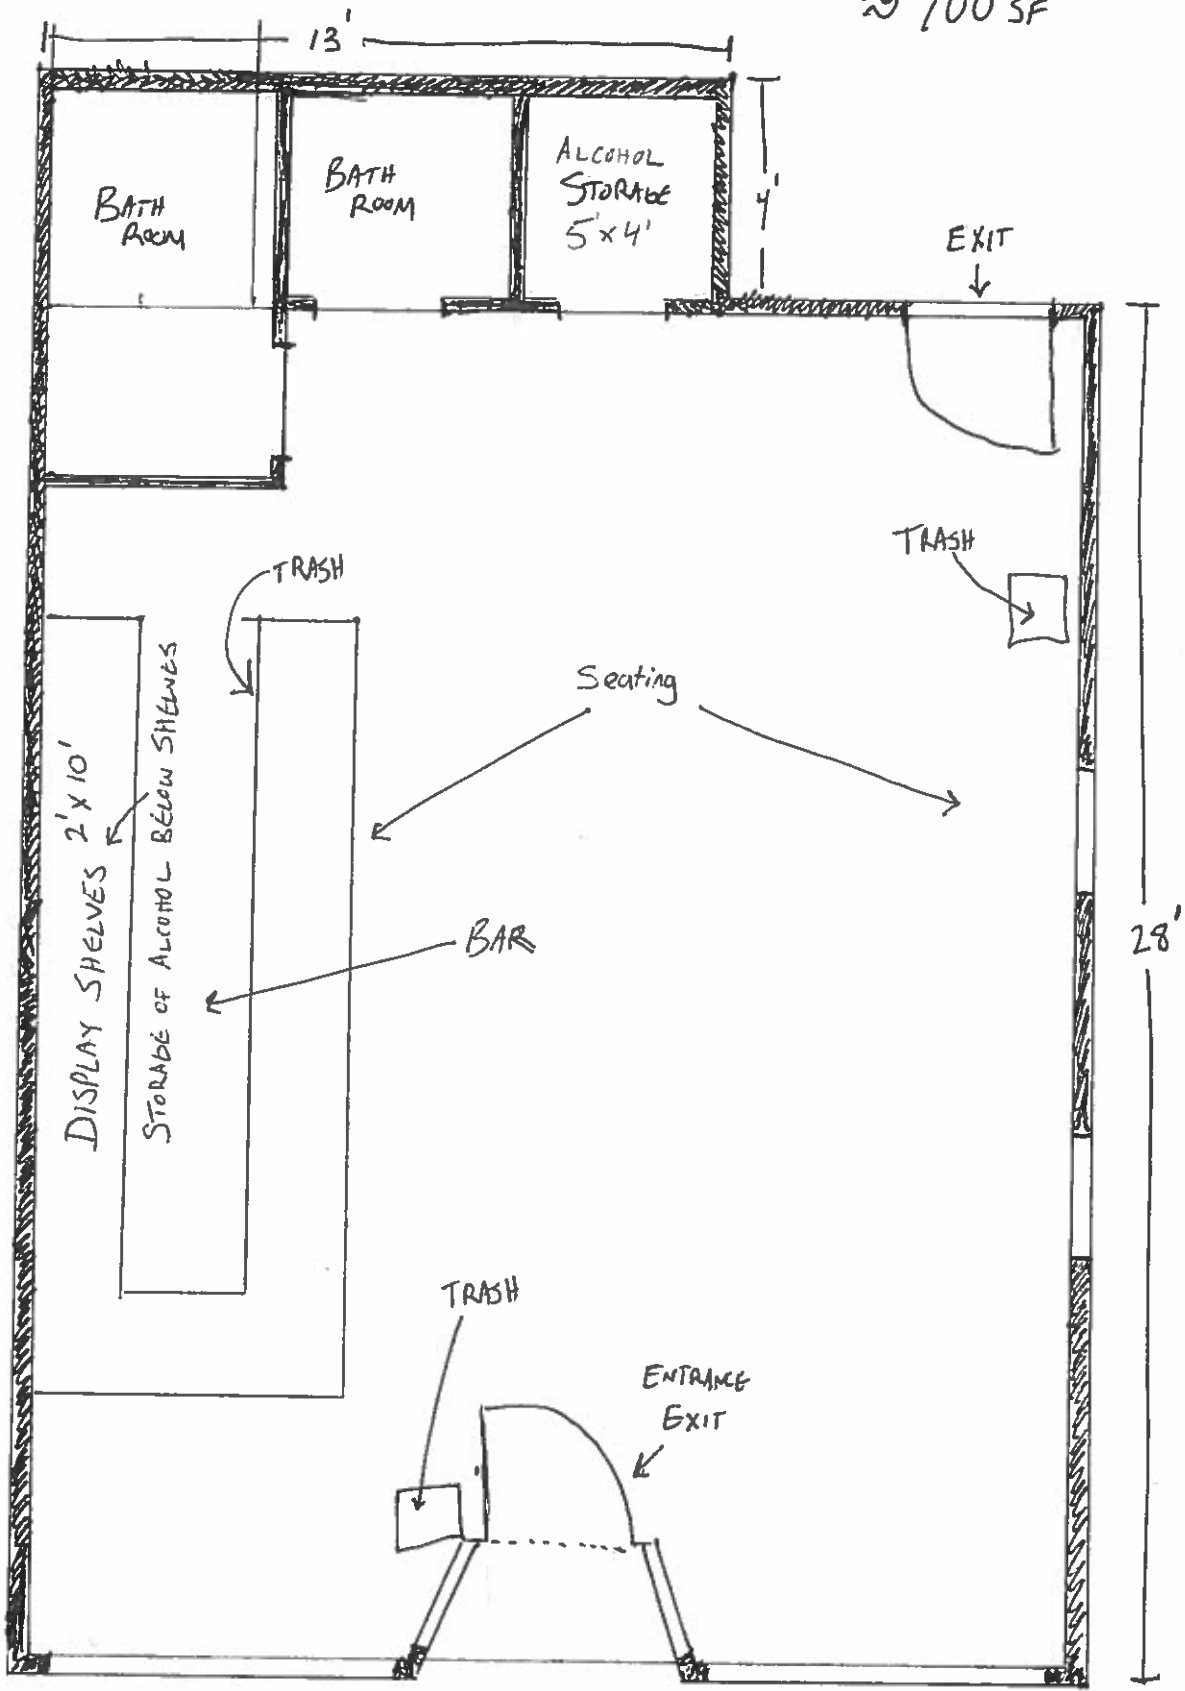 ≈ 700 SF
13'
BATH
ROOM
BATH
ROOM
ALCOHOL
STORAGE
5'x4'
4'
EXIT
TRASH
TRASH
Seating
DISPLAY SHELVES 2'x10'
STORAGE OF ALCOHOL BELOW SHELVES
BAR
28'
TRASH
ENTRANCE
EXIT